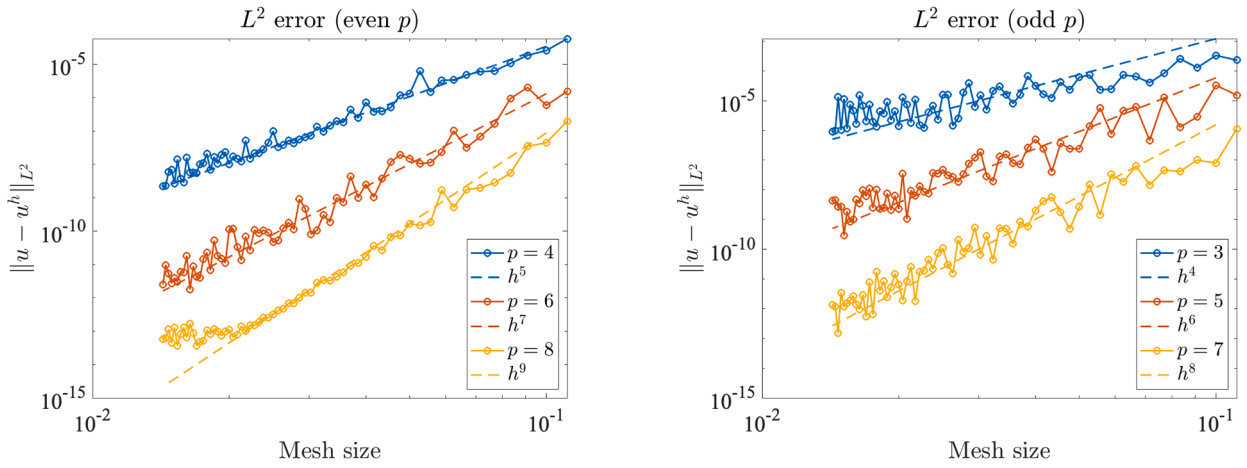 L² error (even p)
10⁻⁵
10⁻¹⁰
10⁻¹⁵
‖u − uʰ‖_L²
10⁻²
10⁻¹
Mesh size
p = 4
h⁵
p = 6
h⁷
p = 8
h⁹
L² error (odd p)
10⁻⁵
10⁻¹⁰
10⁻¹⁵
‖u − uʰ‖_L²
10⁻²
10⁻¹
Mesh size
p = 3
h⁴
p = 5
h⁶
p = 7
h⁸